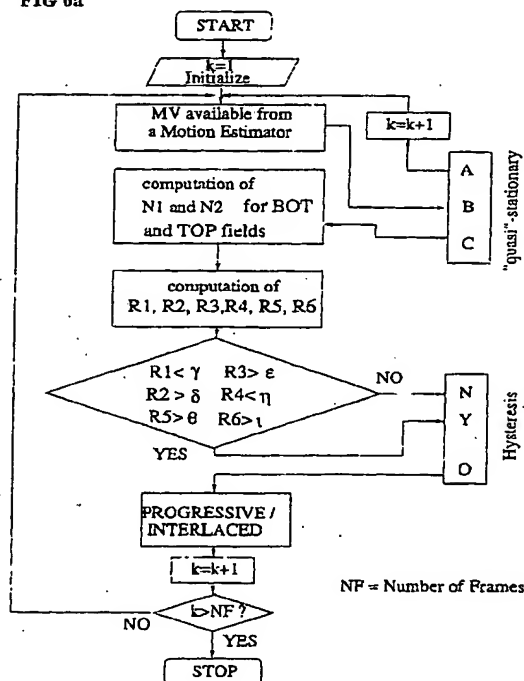 FIG 6a
START
k=1
Initialize
MV available from
a Motion Estimator
k=k+1
A
B
C
"quasi"-stationary
computation of
N1 and N2 for BOT
and TOP fields
computation of
R1, R2, R3,R4, R5, R6
R1< γ R3> ε
R2> δ R4<η
R5>θ R6>ι
NO
YES
N
Y
O
Hysteresis
PROGRESSIVE /
INTERLACED
k=k+1
NF = Number of Frames
k>NF ?
NO
YES
STOP